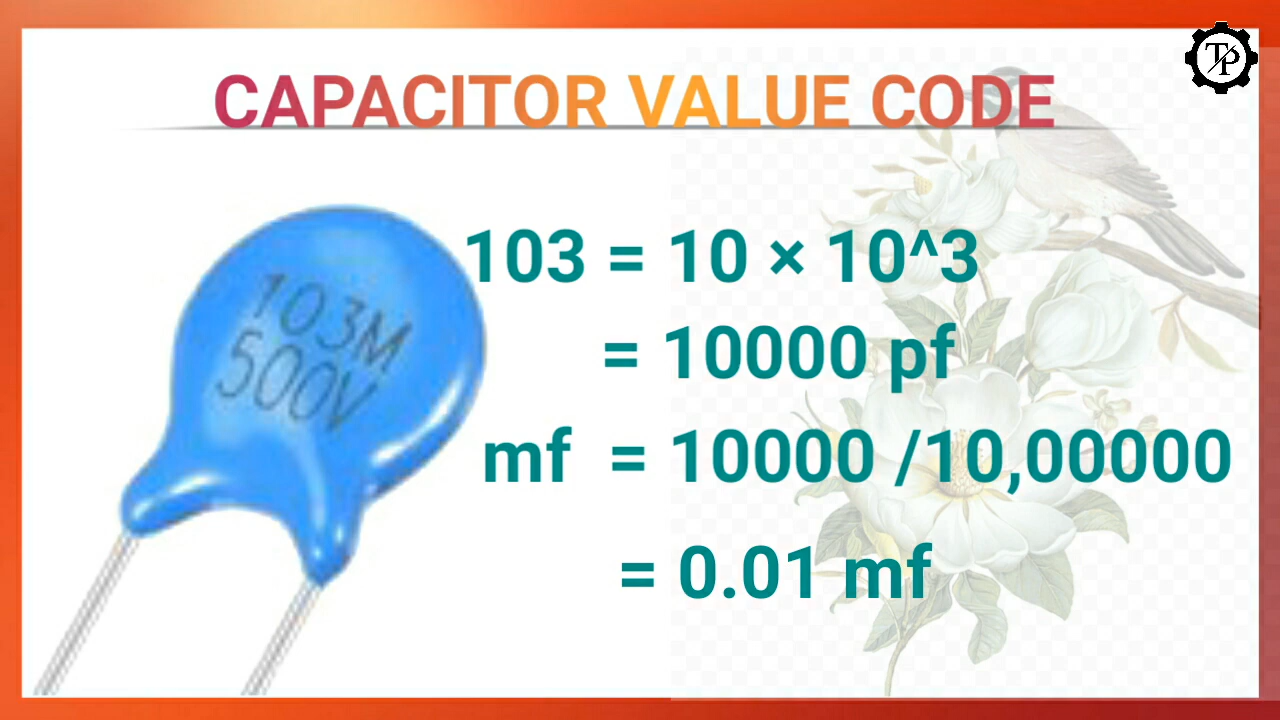 TP
CAPACITOR VALUE CODE
103M
500V
103 = 10 × 10^3
= 10000 pf
mf = 10000 /10,00000
= 0.01 mf